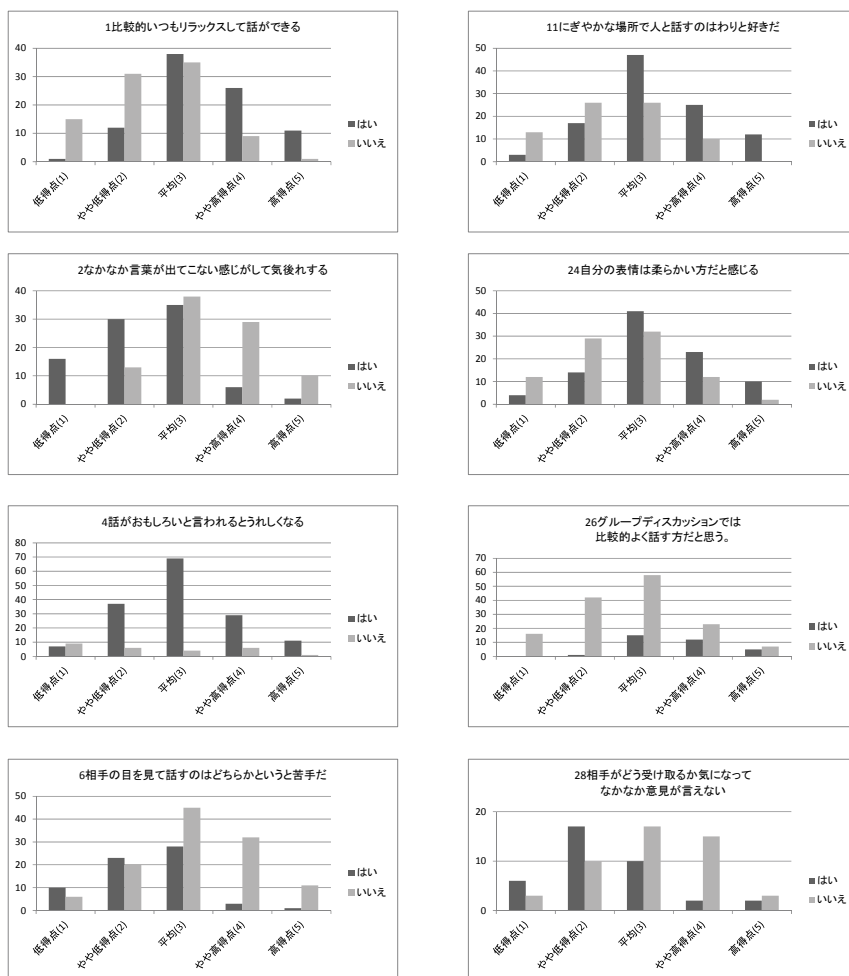 1比較的いつもリラックスして話ができる
40
30
20
10
0
低得点(1)
やや低得点(2)
平均(3)
やや高得点(4)
高得点(5)
はい
いいえ
11にぎやかな場所で人と話すのはわりと好きだ
50
40
30
20
10
0
低得点(1)
やや低得点(2)
平均(3)
やや高得点(4)
高得点(5)
はい
いいえ
2なかなか言葉が出てこない感じがして気後れする
40
30
20
10
0
低得点(1)
やや低得点(2)
平均(3)
やや高得点(4)
高得点(5)
はい
いいえ
24自分の表情は柔らかい方だと感じる
50
40
30
20
10
0
低得点(1)
やや低得点(2)
平均(3)
やや高得点(4)
高得点(5)
はい
いいえ
4話がおもしろいと言われるとうれしくなる
80
70
60
50
40
30
20
10
0
低得点(1)
やや低得点(2)
平均(3)
やや高得点(4)
高得点(5)
はい
いいえ
26グループディスカッションでは
比較的よく話す方だと思う。
70
60
50
40
30
20
10
0
低得点(1)
やや低得点(2)
平均(3)
やや高得点(4)
高得点(5)
はい
いいえ
6相手の目を見て話すのはどちらかというと苦手だ
50
40
30
20
10
0
低得点(1)
やや低得点(2)
平均(3)
やや高得点(4)
高得点(5)
はい
いいえ
28相手がどう受け取るか気になって
なかなか意見が言えない
20
10
0
低得点(1)
やや低得点(2)
平均(3)
やや高得点(4)
高得点(5)
はい
いいえ